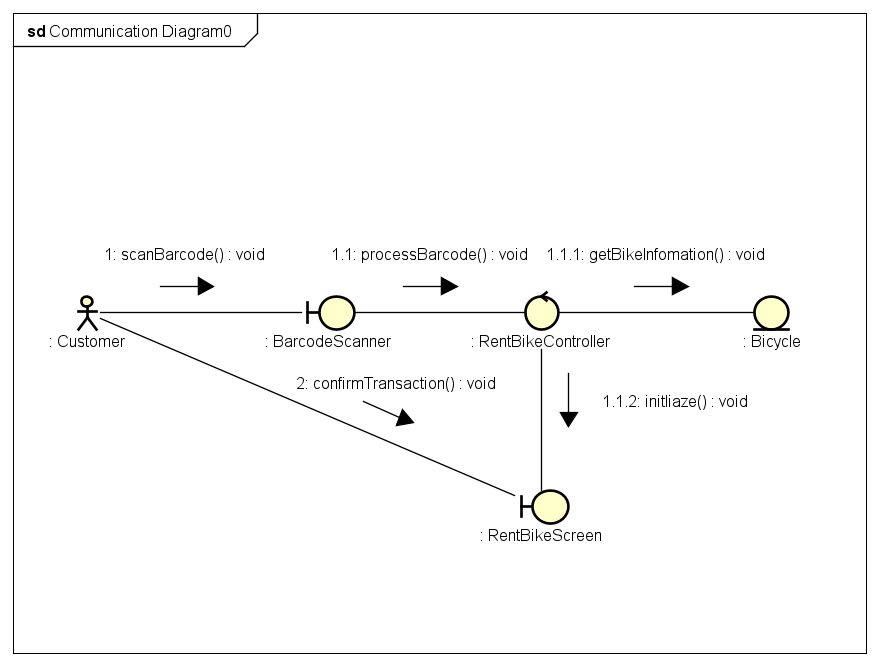 sd Communication Diagram0
1: scanBarcode() : void
1.1: processBarcode() : void
1.1.1: getBikeInfomation() : void
: Customer
: BarcodeScanner
: RentBikeController
: Bicycle
2: confirmTransaction() : void
1.1.2: initliaze() : void
: RentBikeScreen